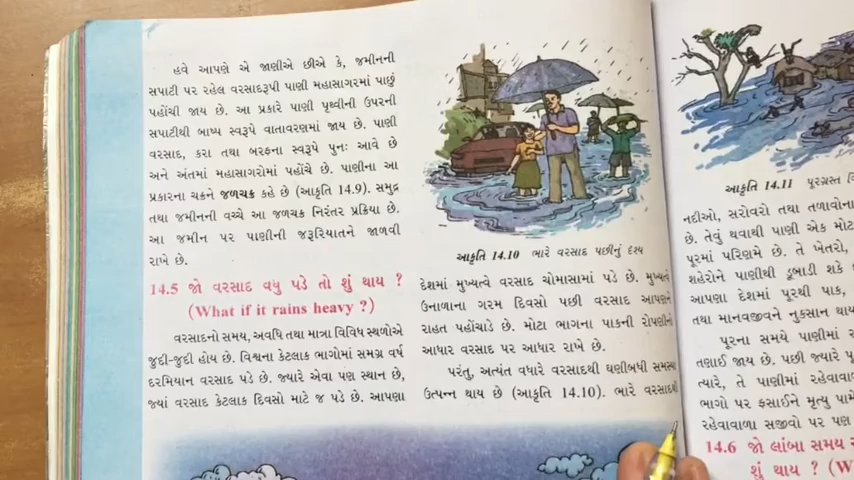 હવે આપણે એ જાણીએ છીએ કે, જમીનની
સપાટી પર રહેલ વરસાદરૂપી પાણી મહાસાગરમાં પાછું
પહોંચી જાય છે. આ પ્રકારે પાણી પૃથ્વીની ઉપરની
સપાટીથી બાષ્પ સ્વરૂપે વાતાવરણમાં જાય છે. પાણી
વરસાદ, કરા તથા બરફના સ્વરૂપે પુનઃ આવે છે
અને અંતમાં મહાસાગરોમાં પહોંચે છે. પાણીના આ
પ્રકારના ચક્રને જળચક્ર કહે છે (આકૃતિ 14.9). સમુદ્ર
તથા જમીનની વચ્ચે આ જળચક્ર નિરંતર પ્રક્રિયા છે.
આ જમીન પર પાણીની જરૂરિયાતને જાળવી
રાખે છે.
14.5 જો વરસાદ વધુ પડે તો શું થાય ?
(What if it rains heavy ?)
વરસાદનો સમય, અવધિ તથા માત્રા વિવિધ સ્થળોએ
જુદી-જુદી હોય છે. વિશ્વના કેટલાક ભાગોમાં સમગ્ર વર્ષ
દરમિયાન વરસાદ પડે છે. જ્યારે એવા પણ સ્થાન છે,
જ્યાં વરસાદ કેટલાક દિવસો માટે જ પડે છે. આપણા
આકૃતિ 14.10 ભારે વરસાદ પછીનું દૃશ્ય
દેશમાં મુખ્યત્વે વરસાદ ચોમાસામાં પડે છે. મુખ્યત્વે
ઉનાળાના ગરમ દિવસો પછી વરસાદ આપણને
રાહત પહોંચાડે છે. મોટા ભાગના પાકની રોપણીનો
આધાર વરસાદ પર આધાર રાખે છે.
પરંતુ, અત્યંત વધારે વરસાદથી ઘણીબધી સમસ્યા
ઉત્પન્ન થાય છે (આકૃતિ 14.10). ભારે વરસાદથી
આકૃતિ 14.11 પૂરગ્રસ્ત
નદીઓ, સરોવરો તથા તળાવોના
છે. તેવું થવાથી પાણી એક મોટા
પૂરમાં પરિણમે છે. તે ખેતરો,
શહેરોને પાણીથી ડૂબાડી શકે
આપણા દેશમાં પૂરથી પાક,
તથા માનવજીવને નુકસાન થાય
પૂરના સમયે પાણીમાં
તણાઈ જાય છે. પછી જ્યારે
ત્યારે, તે પાણીમાં રહેવાવાળા
ભાગો પર ફસાઈને મૃત્યુ પામે
રહેવાવાળા સજીવો પર પણ
14.6 જો લાંબા સમય
શું થાય ?